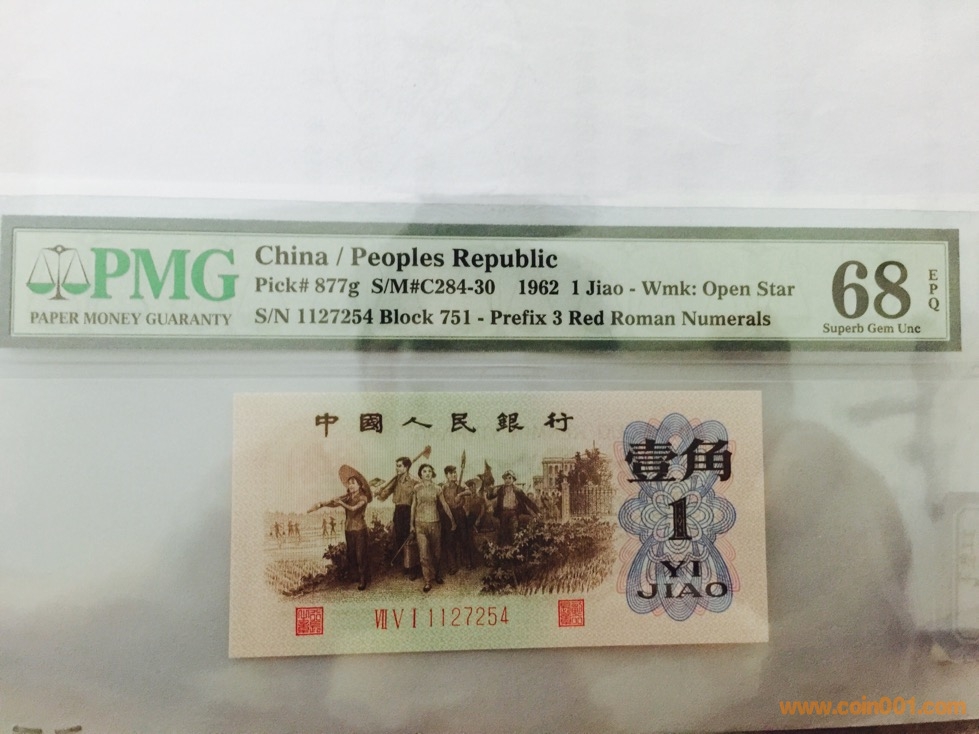 PMG
PAPER MONEY GUARANTY
China / Peoples Republic
Pick# 877g S/M#C284-30 1962 1 Jiao - Wmk: Open Star
S/N 1127254 Block 751 - Prefix 3 Red Roman Numerals
68
EPQ
Superb Gem Unc
中國人民銀行
壹角
1
YI
JIAO
Ⅶ Ⅴ Ⅰ 1127254
www.coin001.com